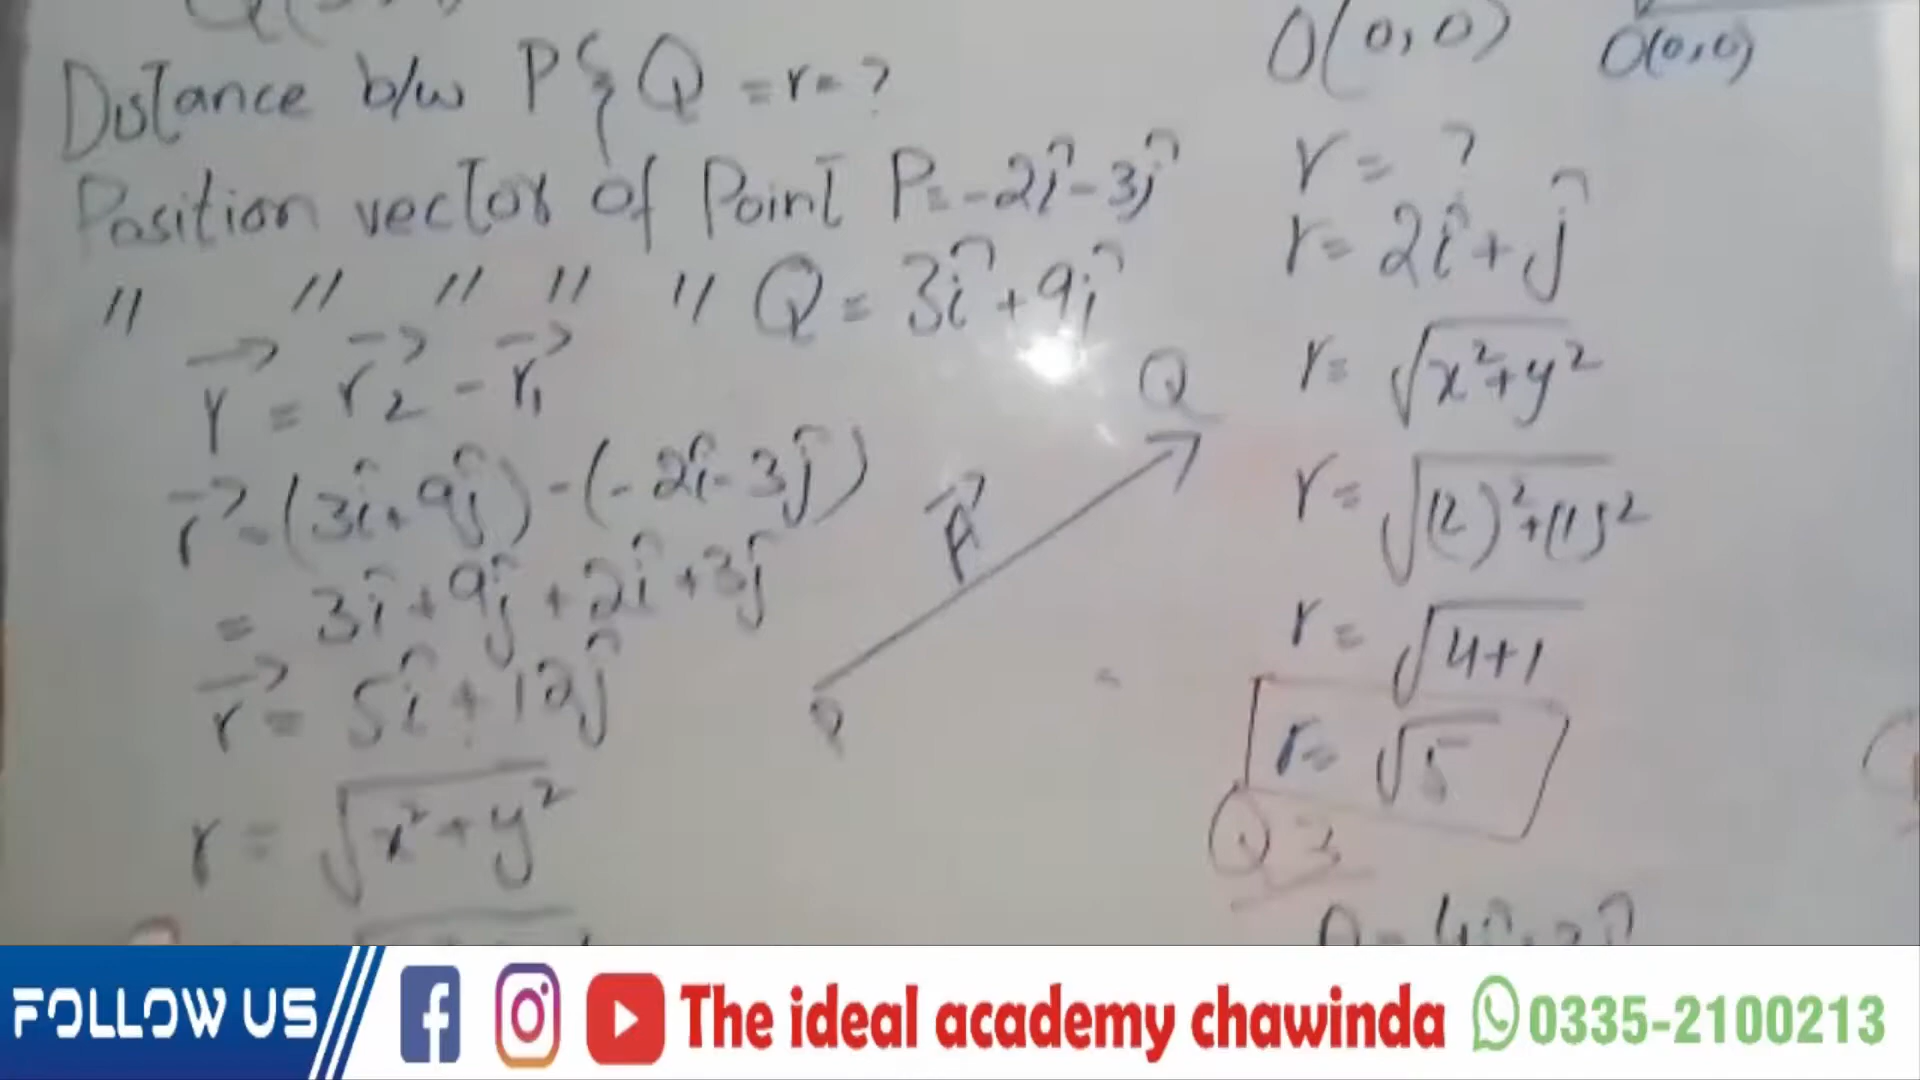 Distance b/w P & Q = r = ?
Position vector of Point P = -2î - 3ĵ
" " " " " Q = 3î + 9ĵ
r⃗ = r⃗₂ - r⃗₁
r⃗ = (3î + 9ĵ) - (-2î - 3ĵ)
= 3î + 9ĵ + 2î + 3ĵ
r⃗ = 5î + 12ĵ
r = √x² + y²
Q
P
O(0,0)
O(0,0)
r = ?
r = 2î + ĵ
r = √x² + y²
r = √(2)² + (1)²
r = √4+1
r = √5
Q 3
FOLLOW US
The ideal academy chawinda
0335-2100213